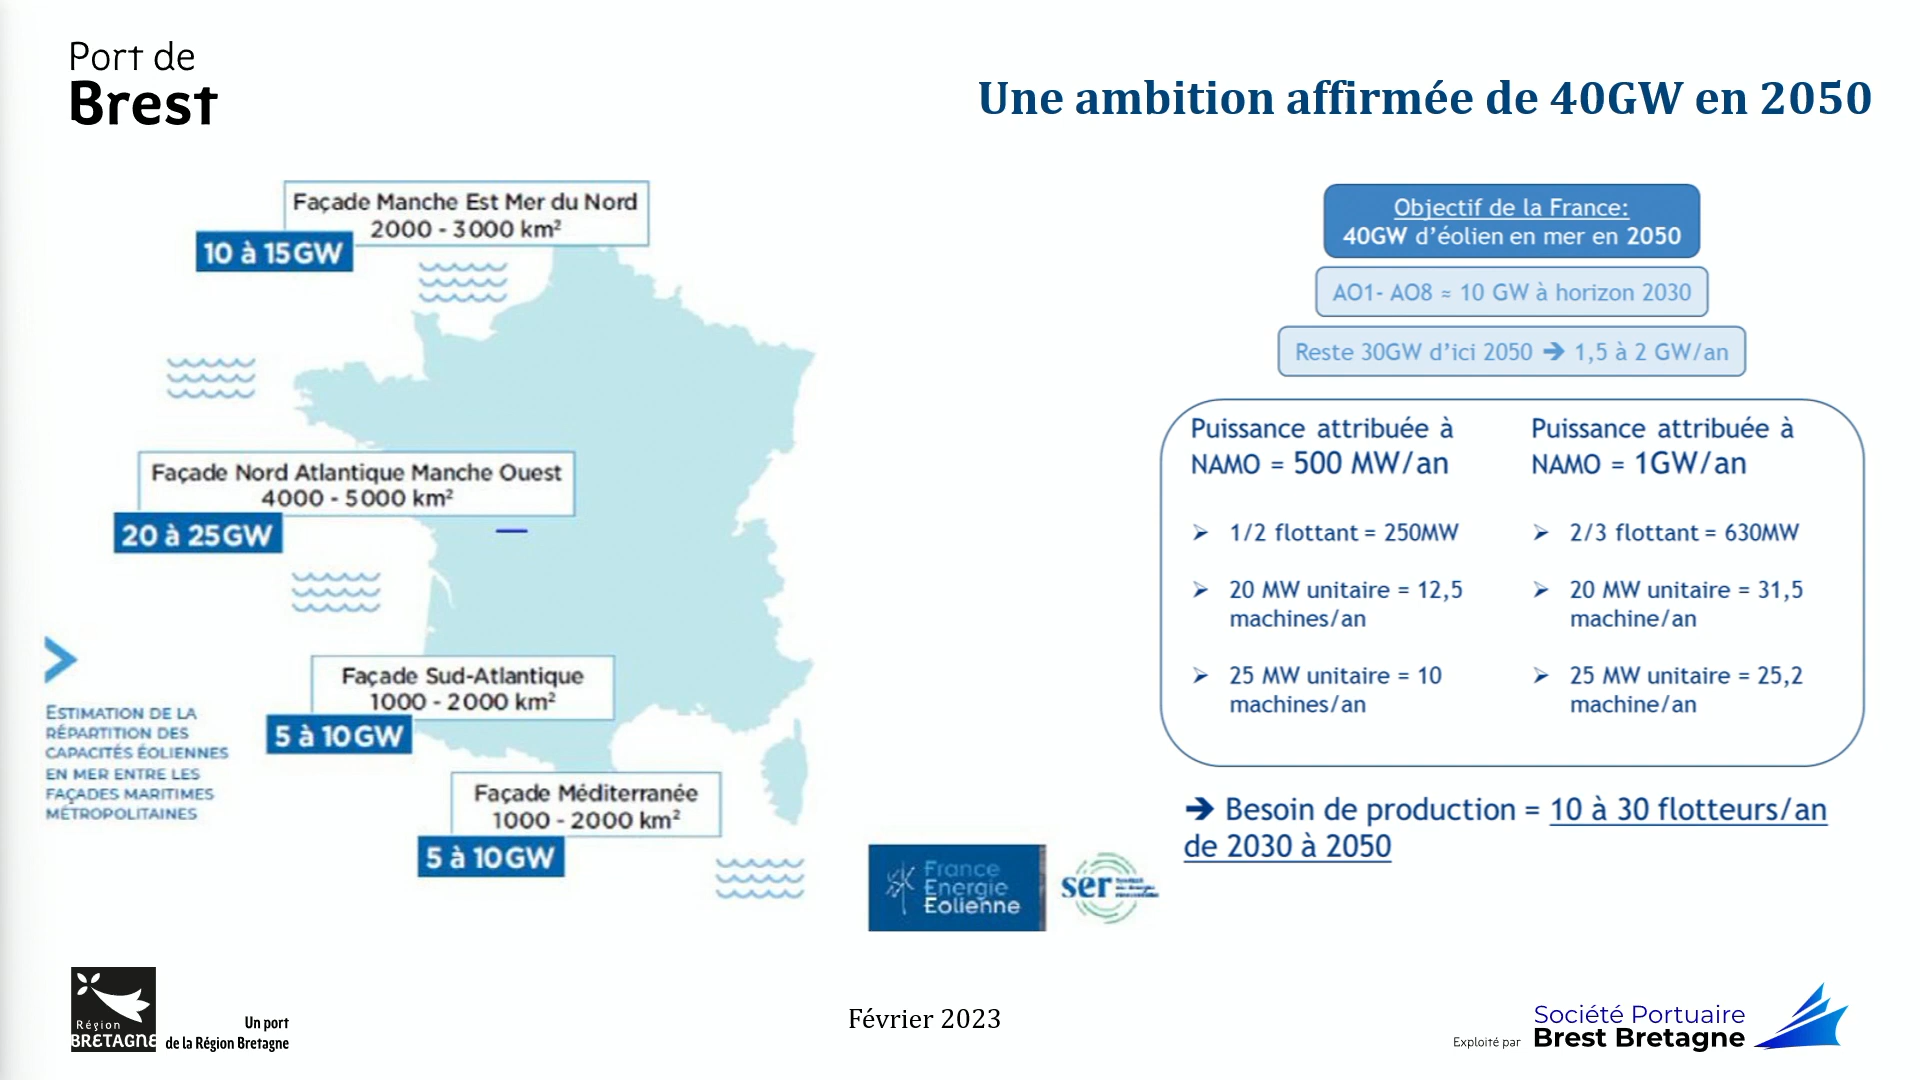 Port de
Brest
Une ambition affirmée de 40GW en 2050
Façade Manche Est Mer du Nord
2000 - 3000 km²
10 à 15GW
Façade Nord Atlantique Manche Ouest
4000 - 5000 km²
20 à 25GW
Façade Sud-Atlantique
1000 - 2000 km²
5 à 10GW
Façade Méditerranée
1000 - 2000 km²
5 à 10GW
ESTIMATION DE LA
RÉPARTITION DES
CAPACITÉS ÉOLIENNES
EN MER ENTRE LES
FAÇADES MARITIMES
MÉTROPOLITAINES
Objectif de la France:
40GW d'éolien en mer en 2050
AO1- AO8 ≈ 10 GW à horizon 2030
Reste 30GW d'ici 2050 ➔ 1,5 à 2 GW/an
Puissance attribuée à
NAMO = 500 MW/an
➢ 1/2 flottant = 250MW
➢ 20 MW unitaire = 12,5
machines/an
➢ 25 MW unitaire = 10
machines/an
Puissance attribuée à
NAMO = 1GW/an
➢ 2/3 flottant = 630MW
➢ 20 MW unitaire = 31,5
machine/an
➢ 25 MW unitaire = 25,2
machine/an
➔ Besoin de production = 10 à 30 flotteurs/an
de 2030 à 2050
France
Energie
Eolienne
ser
Région
BRETAGNE
Un port
de la Région Bretagne
Février 2023
Exploité par
Société Portuaire
Brest Bretagne